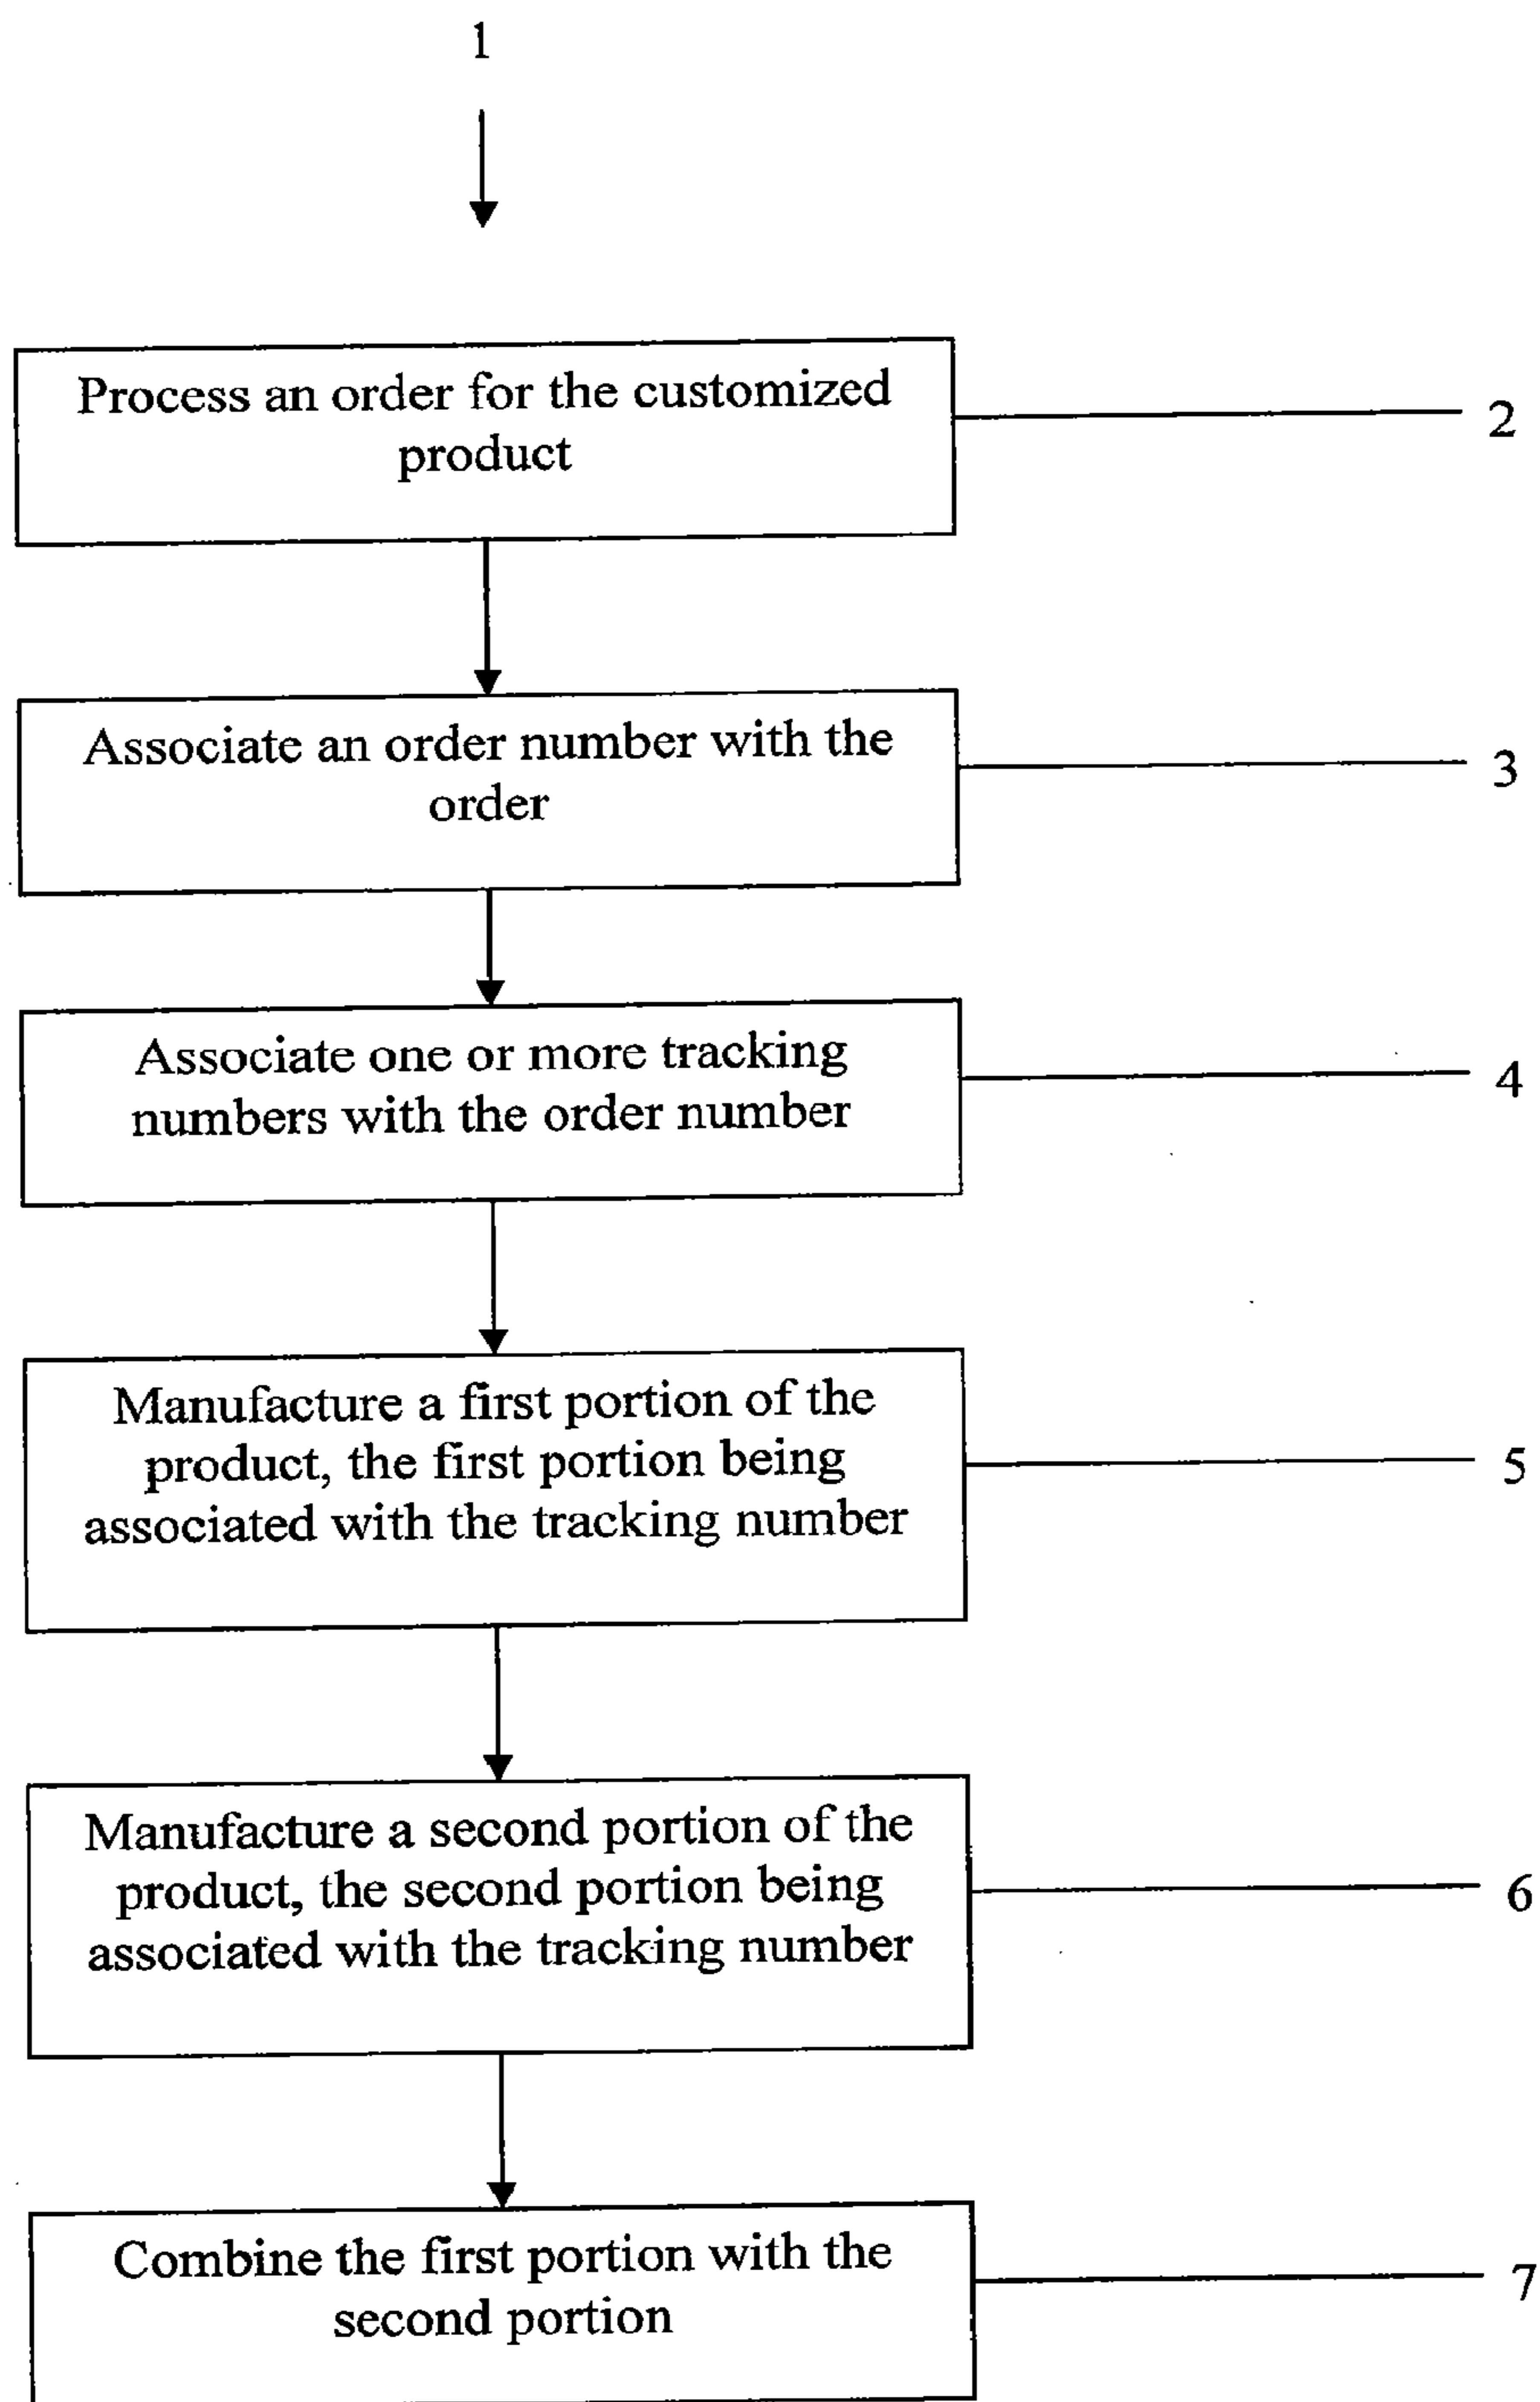 1
Process an order for the customized
product
2
Associate an order number with the
order
3
Associate one or more tracking
numbers with the order number
4
Manufacture a first portion of the
product, the first portion being
associated with the tracking number
5
Manufacture a second portion of the
product, the second portion being
associated with the tracking number
6
Combine the first portion with the
second portion
7